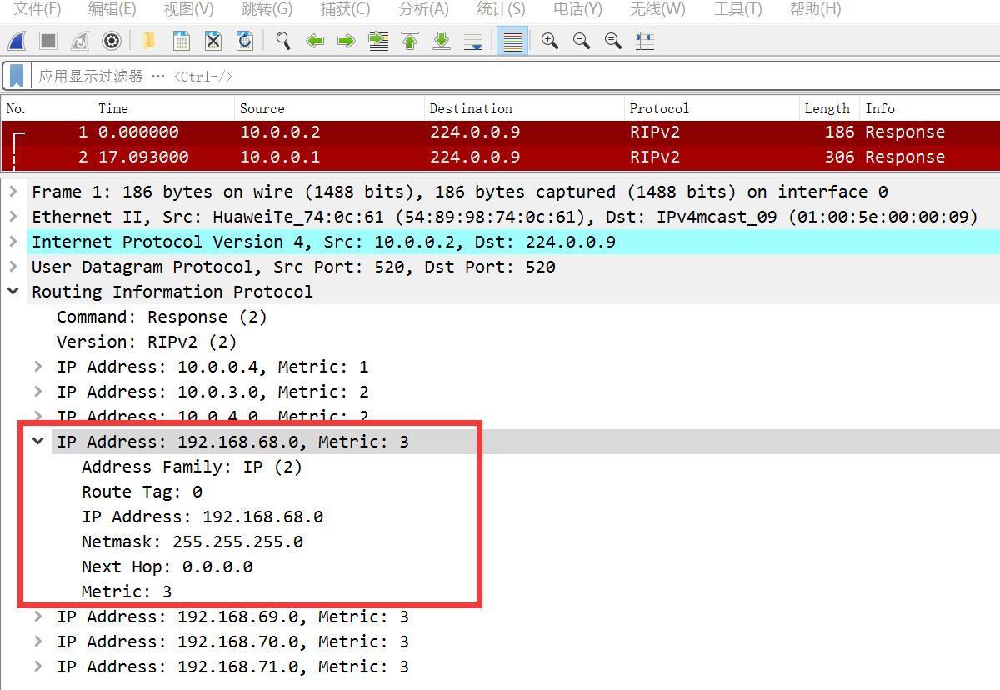 文件(F) 编辑(E) 视图(V) 跳转(G) 捕获(C) 分析(A) 统计(S) 电话(Y) 无线(W) 工具(T) 帮助(H)
应用显示过滤器 … <Ctrl-/>
No. Time Source Destination Protocol Length Info
1 0.000000 10.0.0.2 224.0.0.9 RIPv2 186 Response
2 17.093000 10.0.0.1 224.0.0.9 RIPv2 306 Response
Frame 1: 186 bytes on wire (1488 bits), 186 bytes captured (1488 bits) on interface 0
Ethernet II, Src: HuaweiTe_74:0c:61 (54:89:98:74:0c:61), Dst: IPv4mcast_09 (01:00:5e:00:00:09)
Internet Protocol Version 4, Src: 10.0.0.2, Dst: 224.0.0.9
User Datagram Protocol, Src Port: 520, Dst Port: 520
Routing Information Protocol
Command: Response (2)
Version: RIPv2 (2)
IP Address: 10.0.0.4, Metric: 1
IP Address: 10.0.3.0, Metric: 2
IP Address: 10.0.4.0, Metric: 2
IP Address: 192.168.68.0, Metric: 3
Address Family: IP (2)
Route Tag: 0
IP Address: 192.168.68.0
Netmask: 255.255.255.0
Next Hop: 0.0.0.0
Metric: 3
IP Address: 192.168.69.0, Metric: 3
IP Address: 192.168.70.0, Metric: 3
IP Address: 192.168.71.0, Metric: 3